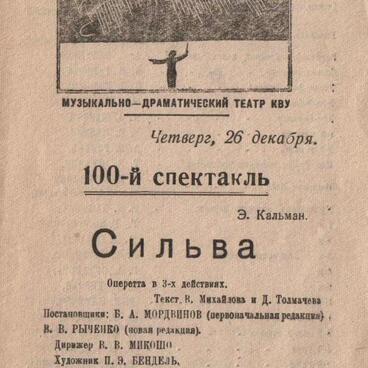 МУЗЫКАЛЬНО—ДРАМАТИЧЕСКИЙ ТЕАТР КВУ
Четверг, 26 декабря.
100-й спектакль
Э. Кальман.
Сильва
Оперетта в 3-х действиях.
Текст В. Михайлова и Д. Толмачева
Постановщики: Б. А. МОРДВИНОВ (первоначальная редакция)
В. В. РЫЧЕНКО (новая редакция).
Дирижер В. В. МИКОШО
Художник П. Э. БЕНДЕЛЬ.